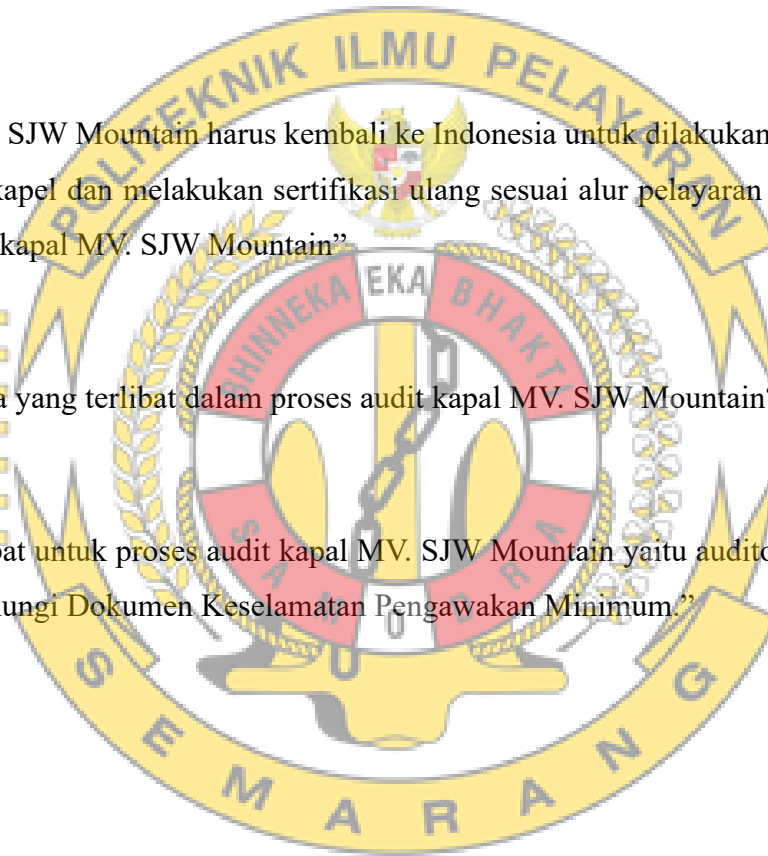 POLITEKNIK ILMU PELAYARAN
SJW Mountain harus kembali ke Indonesia untuk dilakukan
kapel dan melakukan sertifikasi ulang sesuai alur pelayaran
kapal MV. SJW Mountain”
BHINNEKA EKA BHAKTI
a yang terlibat dalam proses audit kapal MV. SJW Mountain
bat untuk proses audit kapal MV. SJW Mountain yaitu audito
ungi Dokumen Keselamatan Pengawakan Minimum.”
SAMUDRA
SEMARANG